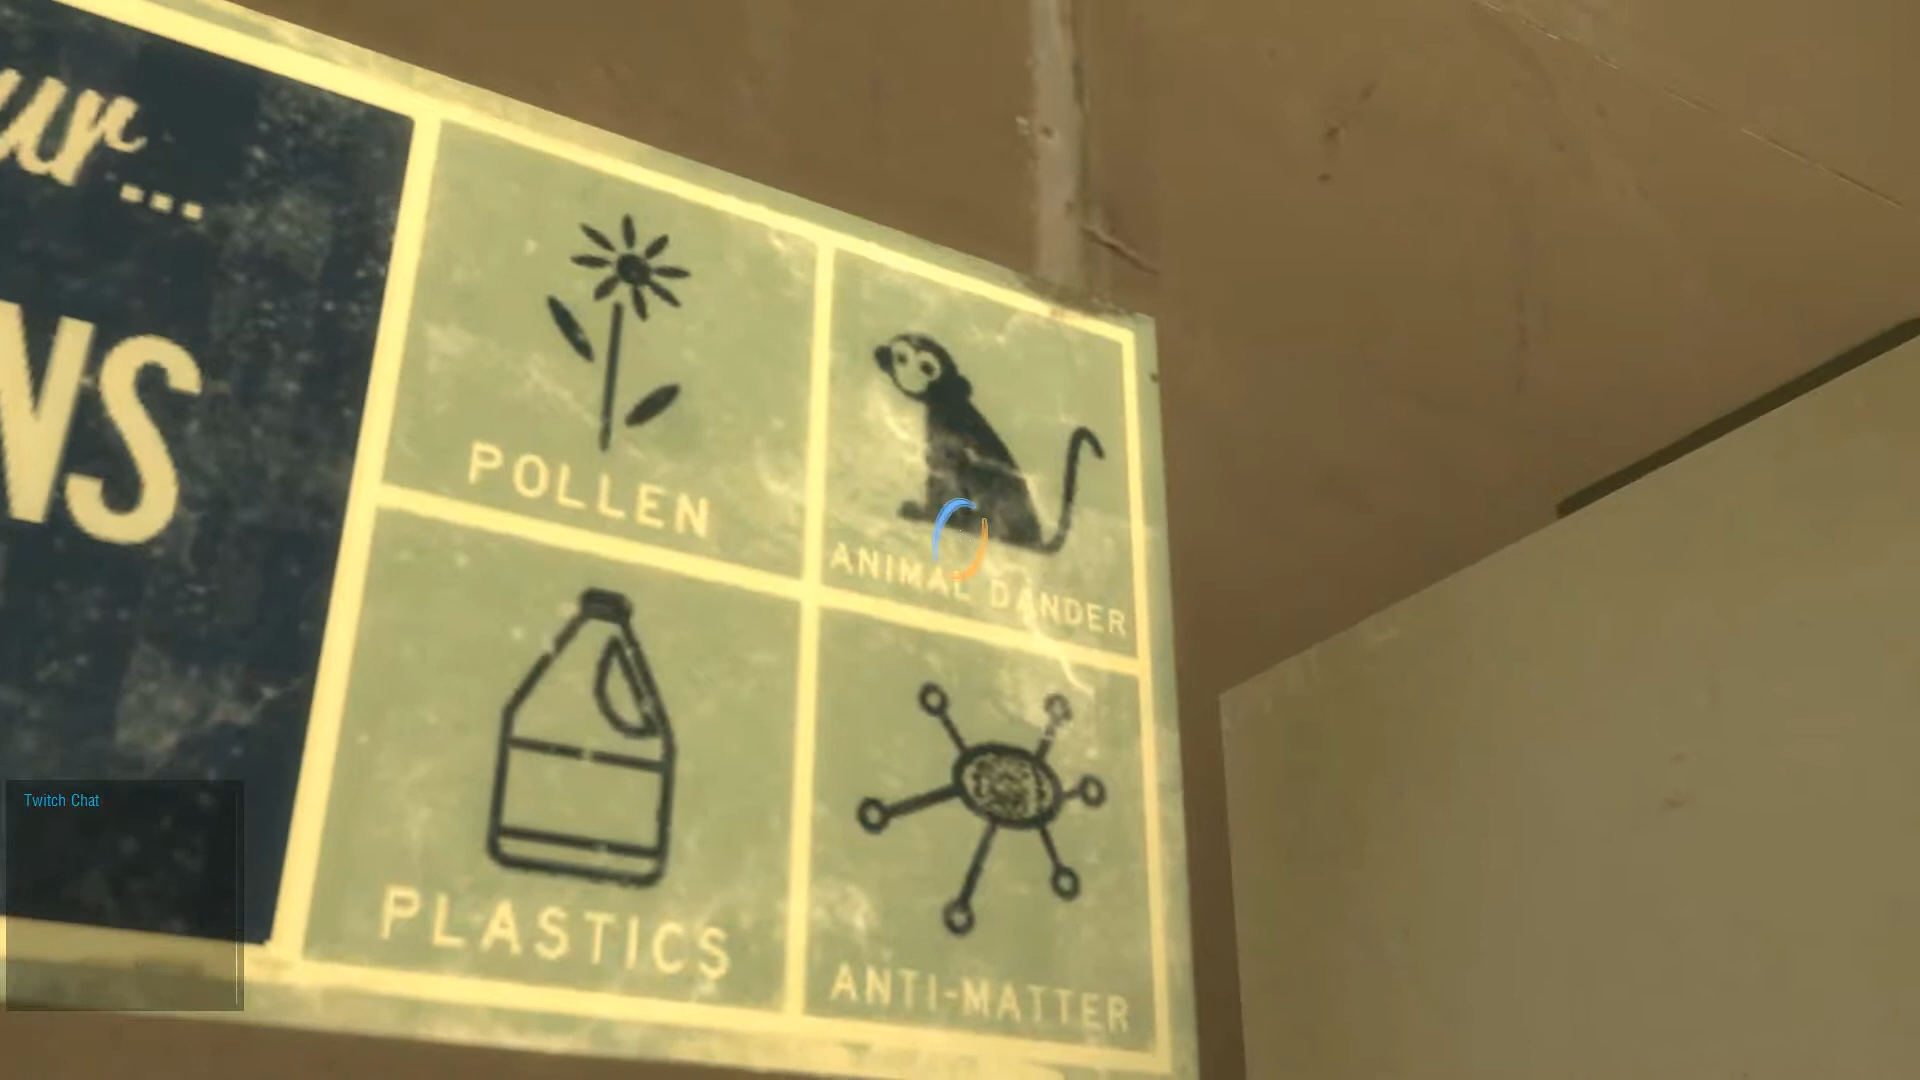 ur...
NS
POLLEN
ANIMAL DANDER
PLASTICS
ANTI-MATTER
Twitch Chat